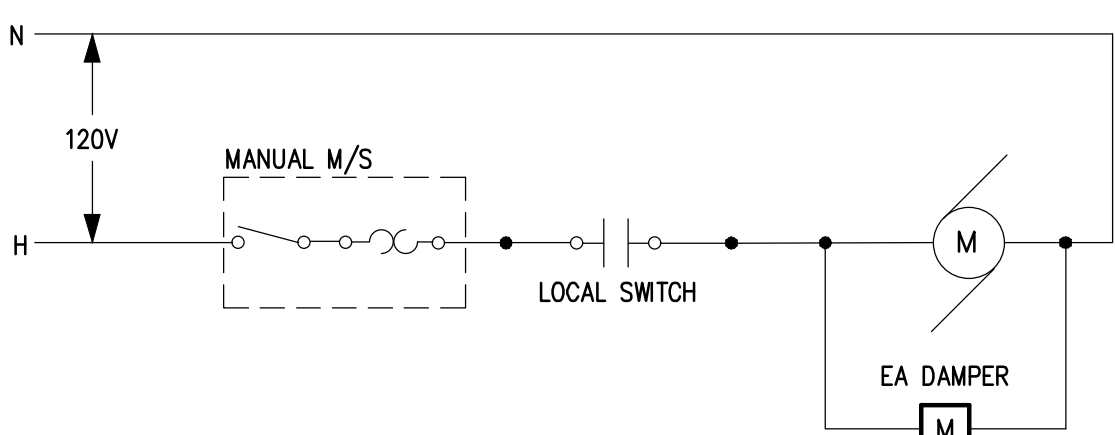 N
120V
MANUAL M/S
H
M
LOCAL SWITCH
EA DAMPER
M